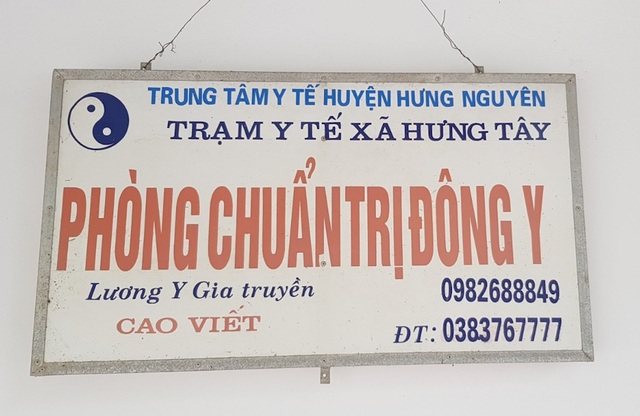 TRUNG TÂM Y TẾ HUYỆN HƯNG NGUYÊN
TRẠM Y TẾ XÃ HƯNG TÂY
PHÒNG CHUẨN TRỊ ĐÔNG Y
Lương Y Gia truyền
0982688849
CAO VIẾT
ĐT: 0383767777